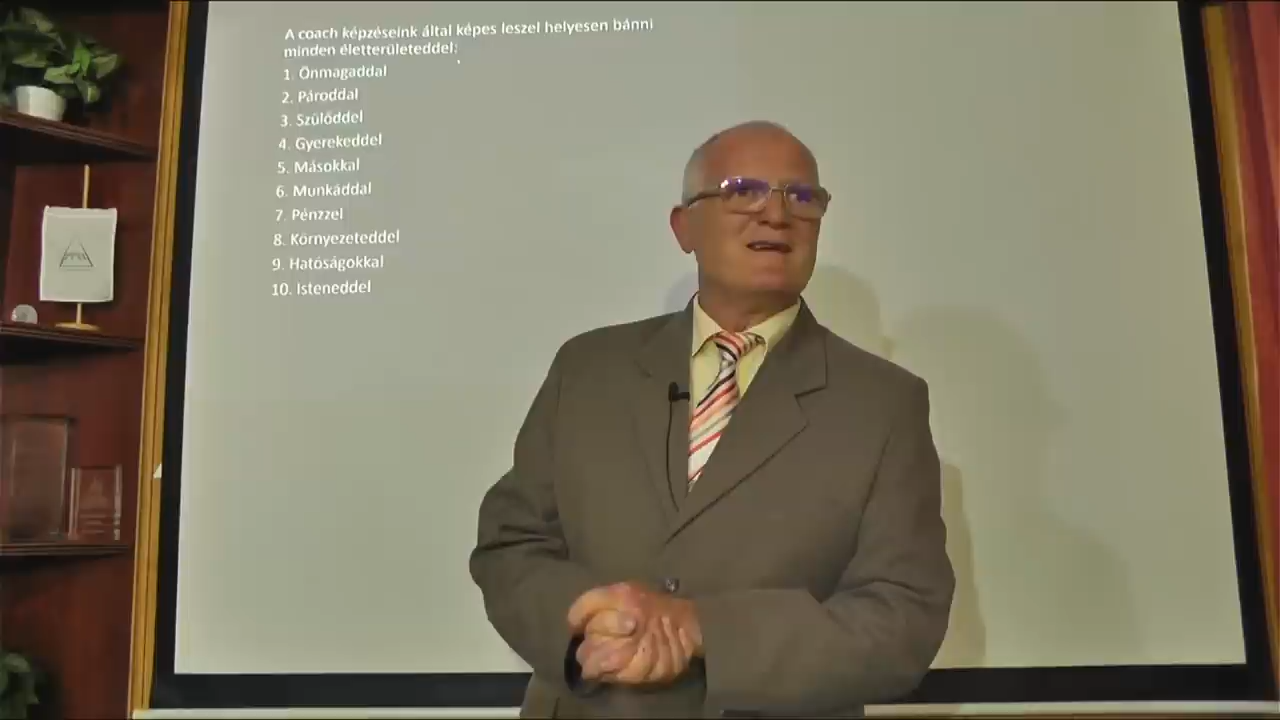 A coach képzéseink által képes leszel helyesen bánni
minden életterületeddel:
1. Önmagaddal
2. Pároddal
3. Szülőddel
4. Gyerekeddel
5. Másokkal
6. Munkáddal
7. Pénzzel
8. Környezeteddel
9. Hatóságokkal
10. Isteneddel